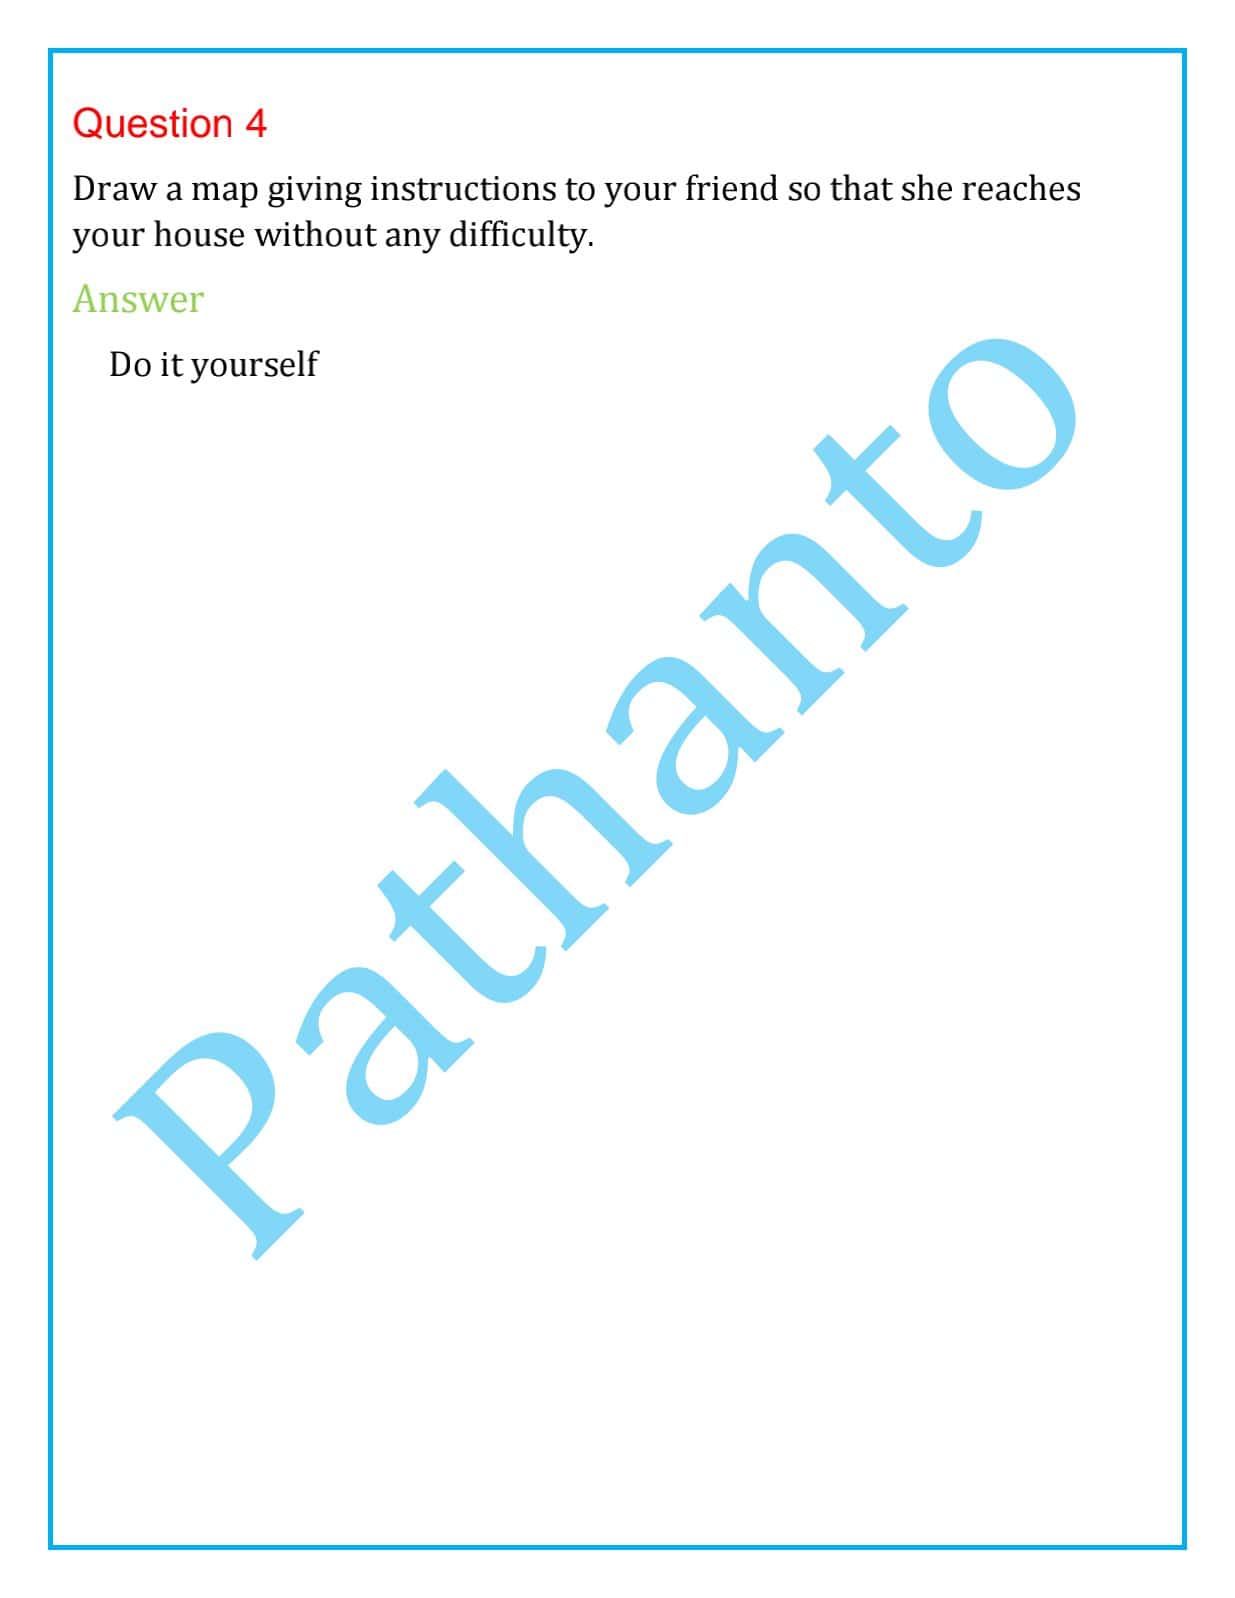 Question 4
Draw a map giving instructions to your friend so that she reaches
your house without any difficulty.
Answer
Do it yourself
Pathanto